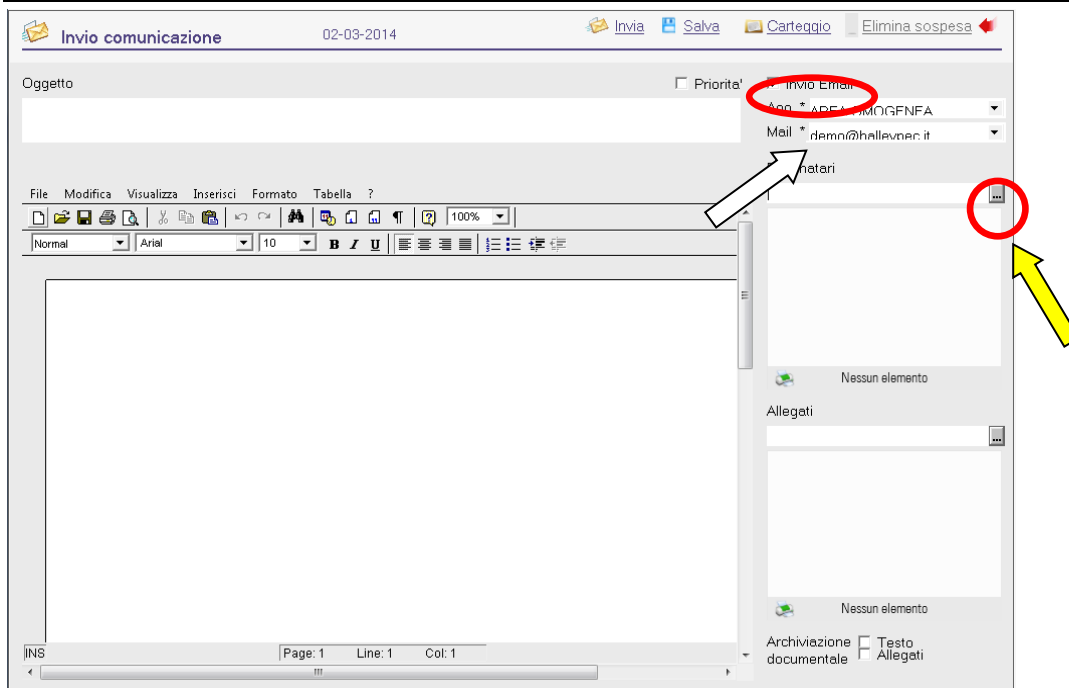 Invio comunicazione 02-03-2014 Invia Salva Carteggio Elimina sospesa
Oggetto Priorita' Invio Email
Aoo * AREA OMOGENEA
Mail * demo@halleypec.it
natari
File Modifica Visualizza Inserisci Formato Tabella ?
100%
Normal Arial 10 B I U
Nessun elemento
Allegati
Nessun elemento
INS Page: 1 Line: 1 Col: 1
Archiviazione documentale Testo
Allegati